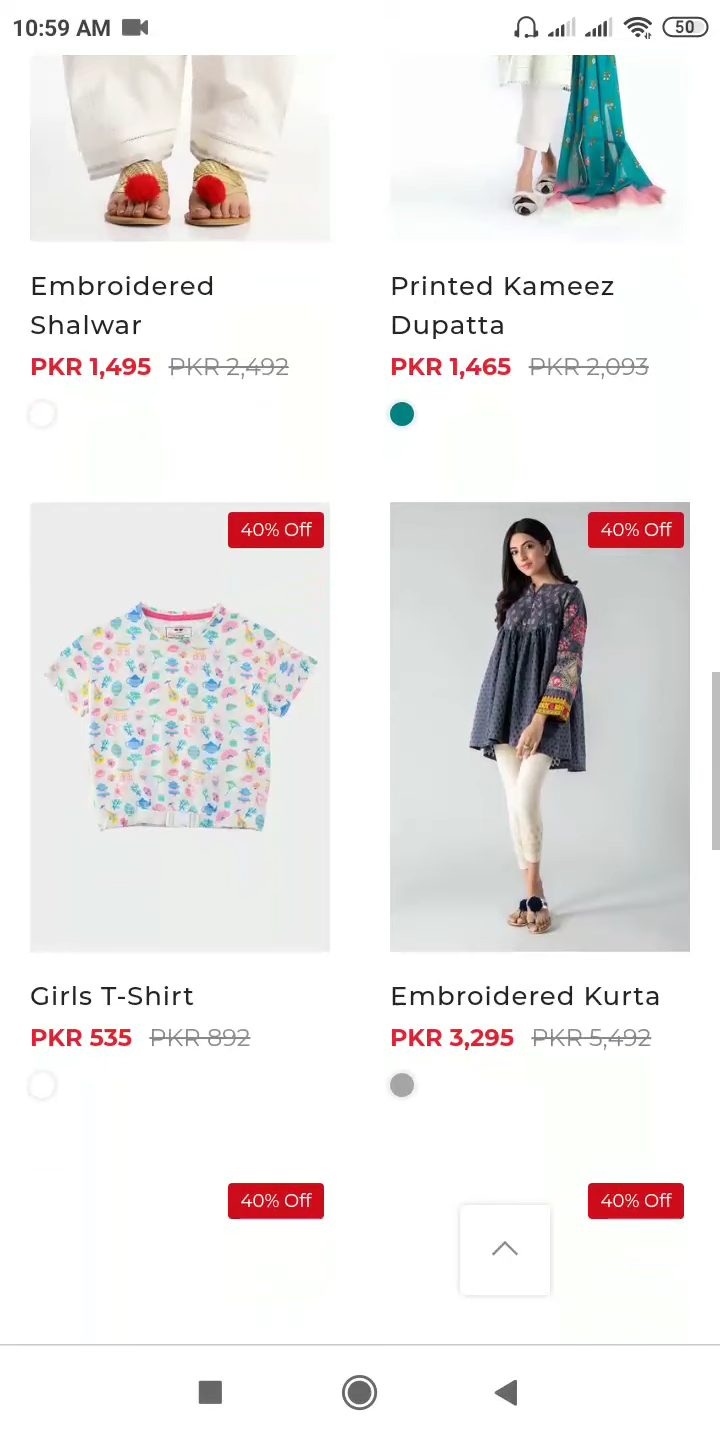 10:59 AM
50
Embroidered
Shalwar
PKR 1,495 PKR 2,492
Printed Kameez
Dupatta
PKR 1,465 PKR 2,093
40% Off
40% Off
Girls T-Shirt
PKR 535 PKR 892
Embroidered Kurta
PKR 3,295 PKR 5,492
40% Off
40% Off